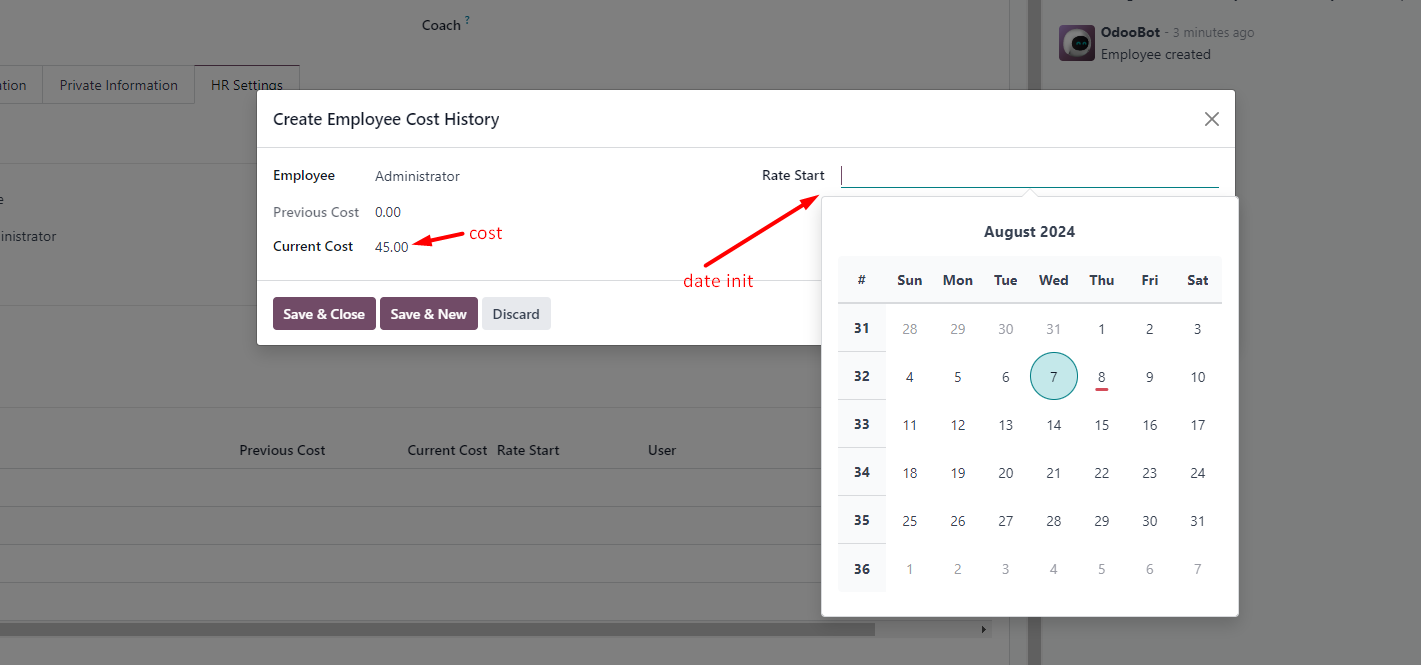 Coach ?
OdooBot - 3 minutes ago
Employee created
Private Information
HR Settings
Create Employee Cost History
Employee Administrator
Rate Start
Previous Cost 0.00
Current Cost 45.00
cost
date init
Save & Close Save & New Discard
August 2024
# Sun Mon Tue Wed Thu Fri Sat
31 28 29 30 31 1 2 3
32 4 5 6 7 8 9 10
33 11 12 13 14 15 16 17
34 18 19 20 21 22 23 24
35 25 26 27 28 29 30 31
36 1 2 3 4 5 6 7
Previous Cost Current Cost Rate Start User